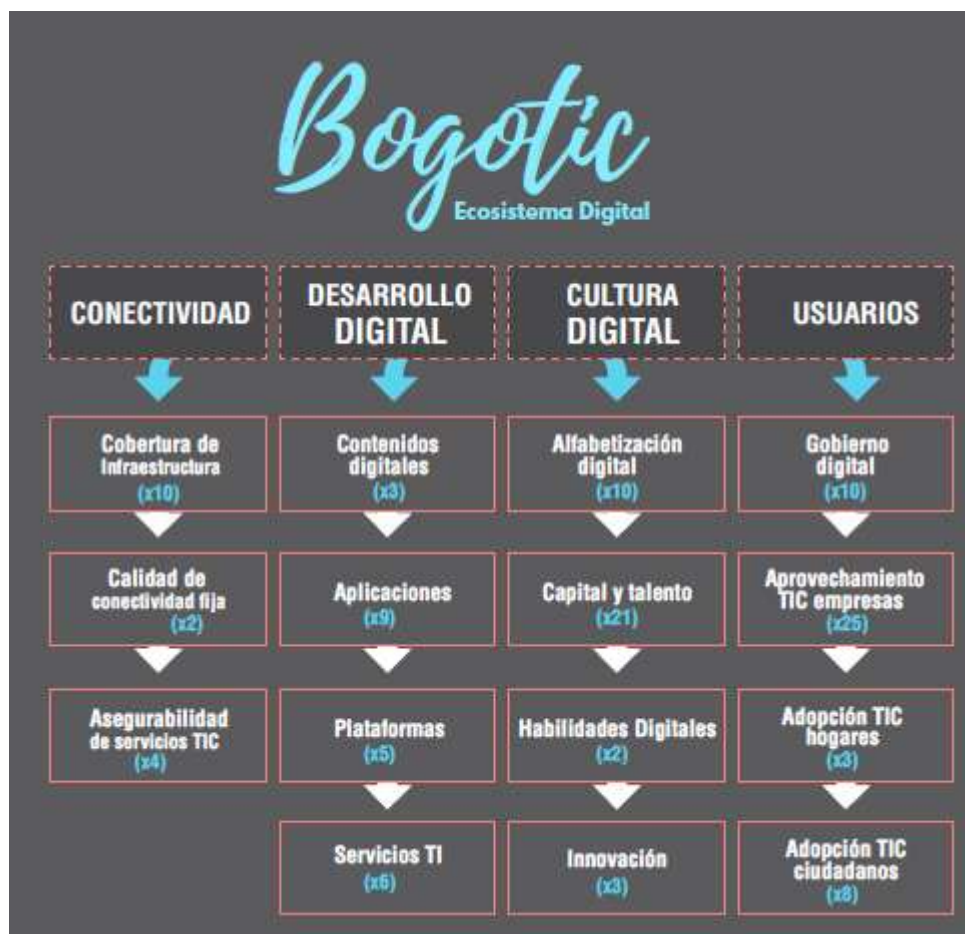 Bogotic
Ecosistema Digital
CONECTIVIDAD
Cobertura de
Infraestructura
(x10)
Calidad de
conectividad fija
(x2)
Asegurabilidad
de servicios TIC
(x4)
DESARROLLO
DIGITAL
Contenidos
digitales
(x3)
Aplicaciones
(x9)
Plataformas
(x5)
Servicios TI
(x6)
CULTURA
DIGITAL
Alfabetización
digital
(x10)
Capital y talento
(x21)
Habilidades Digitales
(x2)
Innovación
(x3)
USUARIOS
Gobierno
digital
(x10)
Aprovechamiento
TIC empresas
(x25)
Adopción TIC
hogares
(x3)
Adopción TIC
ciudadanos
(x8)